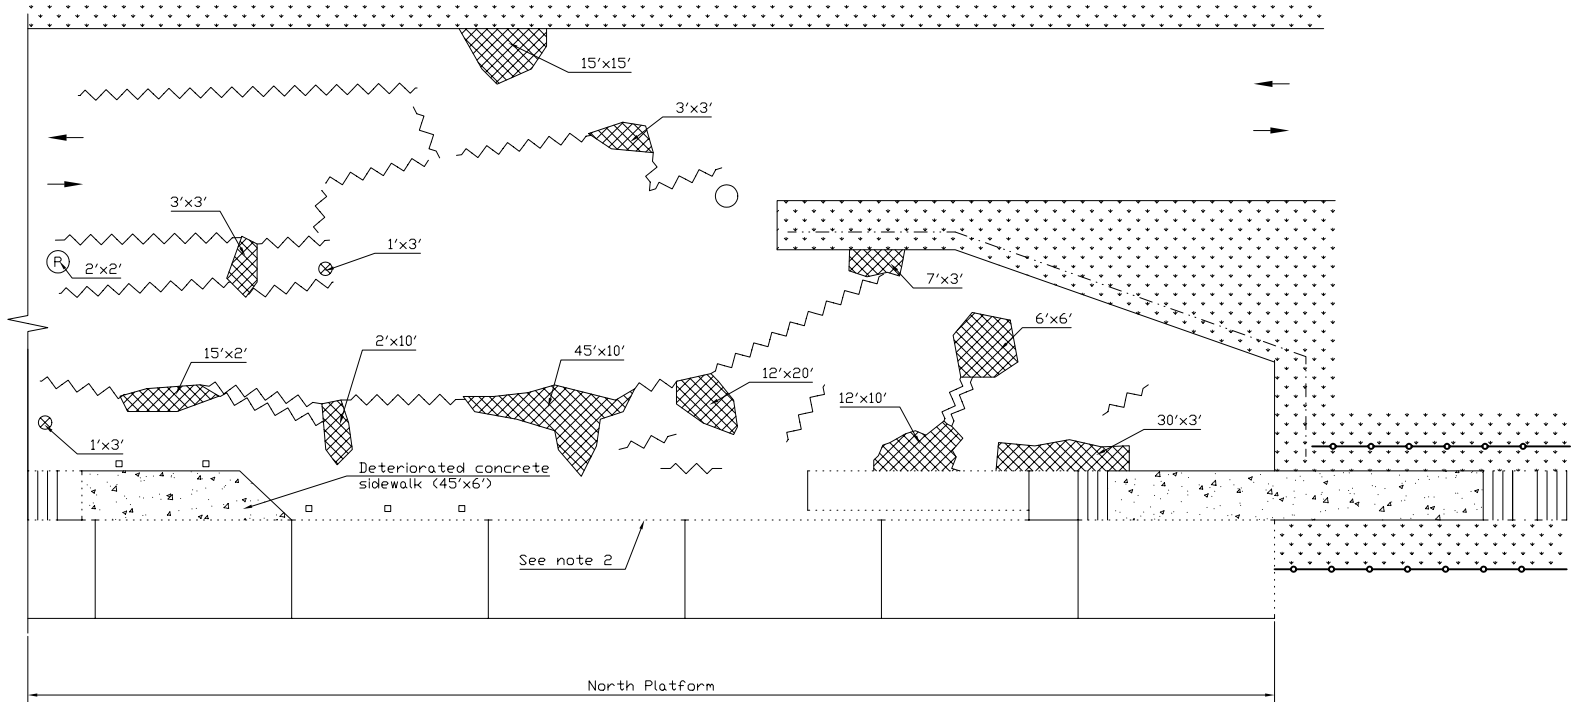 15'x15'
3'x3'
3'x3'
1'x3'
R
2'x2'
7'x3'
6'x6'
2'x10'
15'x2'
45'x10'
12'x20'
12'x10'
30'x3'
1'x3'
Deteriorated concrete
sidewalk (45'x6')
See note 2
North Platform